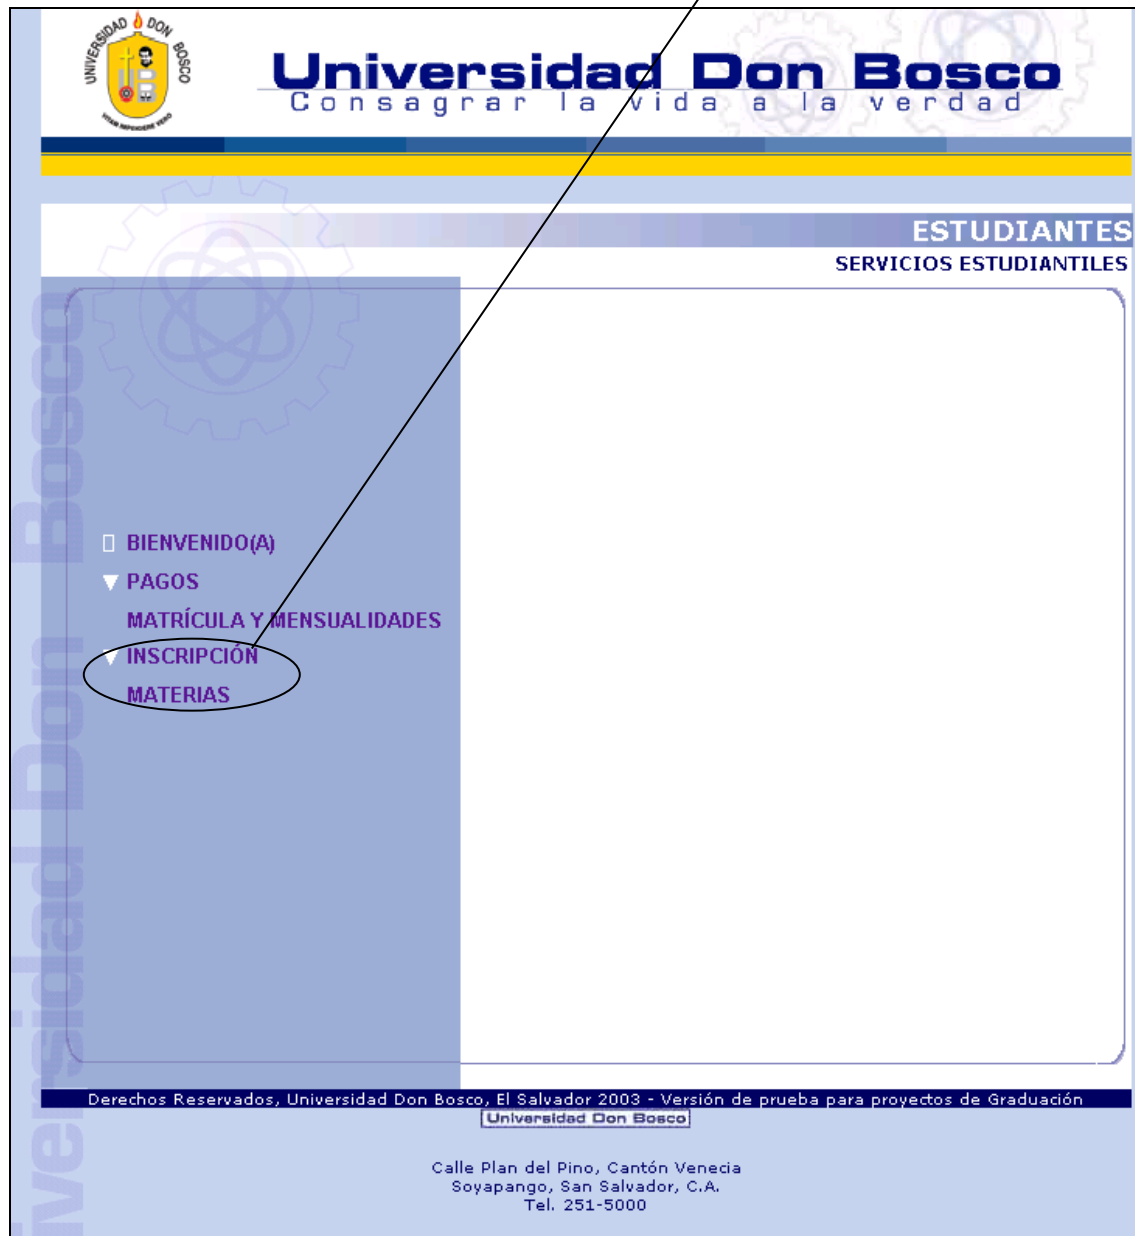 UNIVERSIDAD DON BOSCO
Universidad Don Bosco
Consagrar la vida a la verdad
ESTUDIANTES
SERVICIOS ESTUDIANTILES
BIENVENIDO(A)
PAGOS
MATRÍCULA Y MENSUALIDADES
INSCRIPCIÓN
MATERIAS
iversidad Don Bosco
Derechos Reservados, Universidad Don Bosco, El Salvador 2003 - Versión de prueba para proyectos de Graduación
Universidad Don Bosco
Calle Plan del Pino, Cantón Venecia
Soyapango, San Salvador, C.A.
Tel. 251-5000